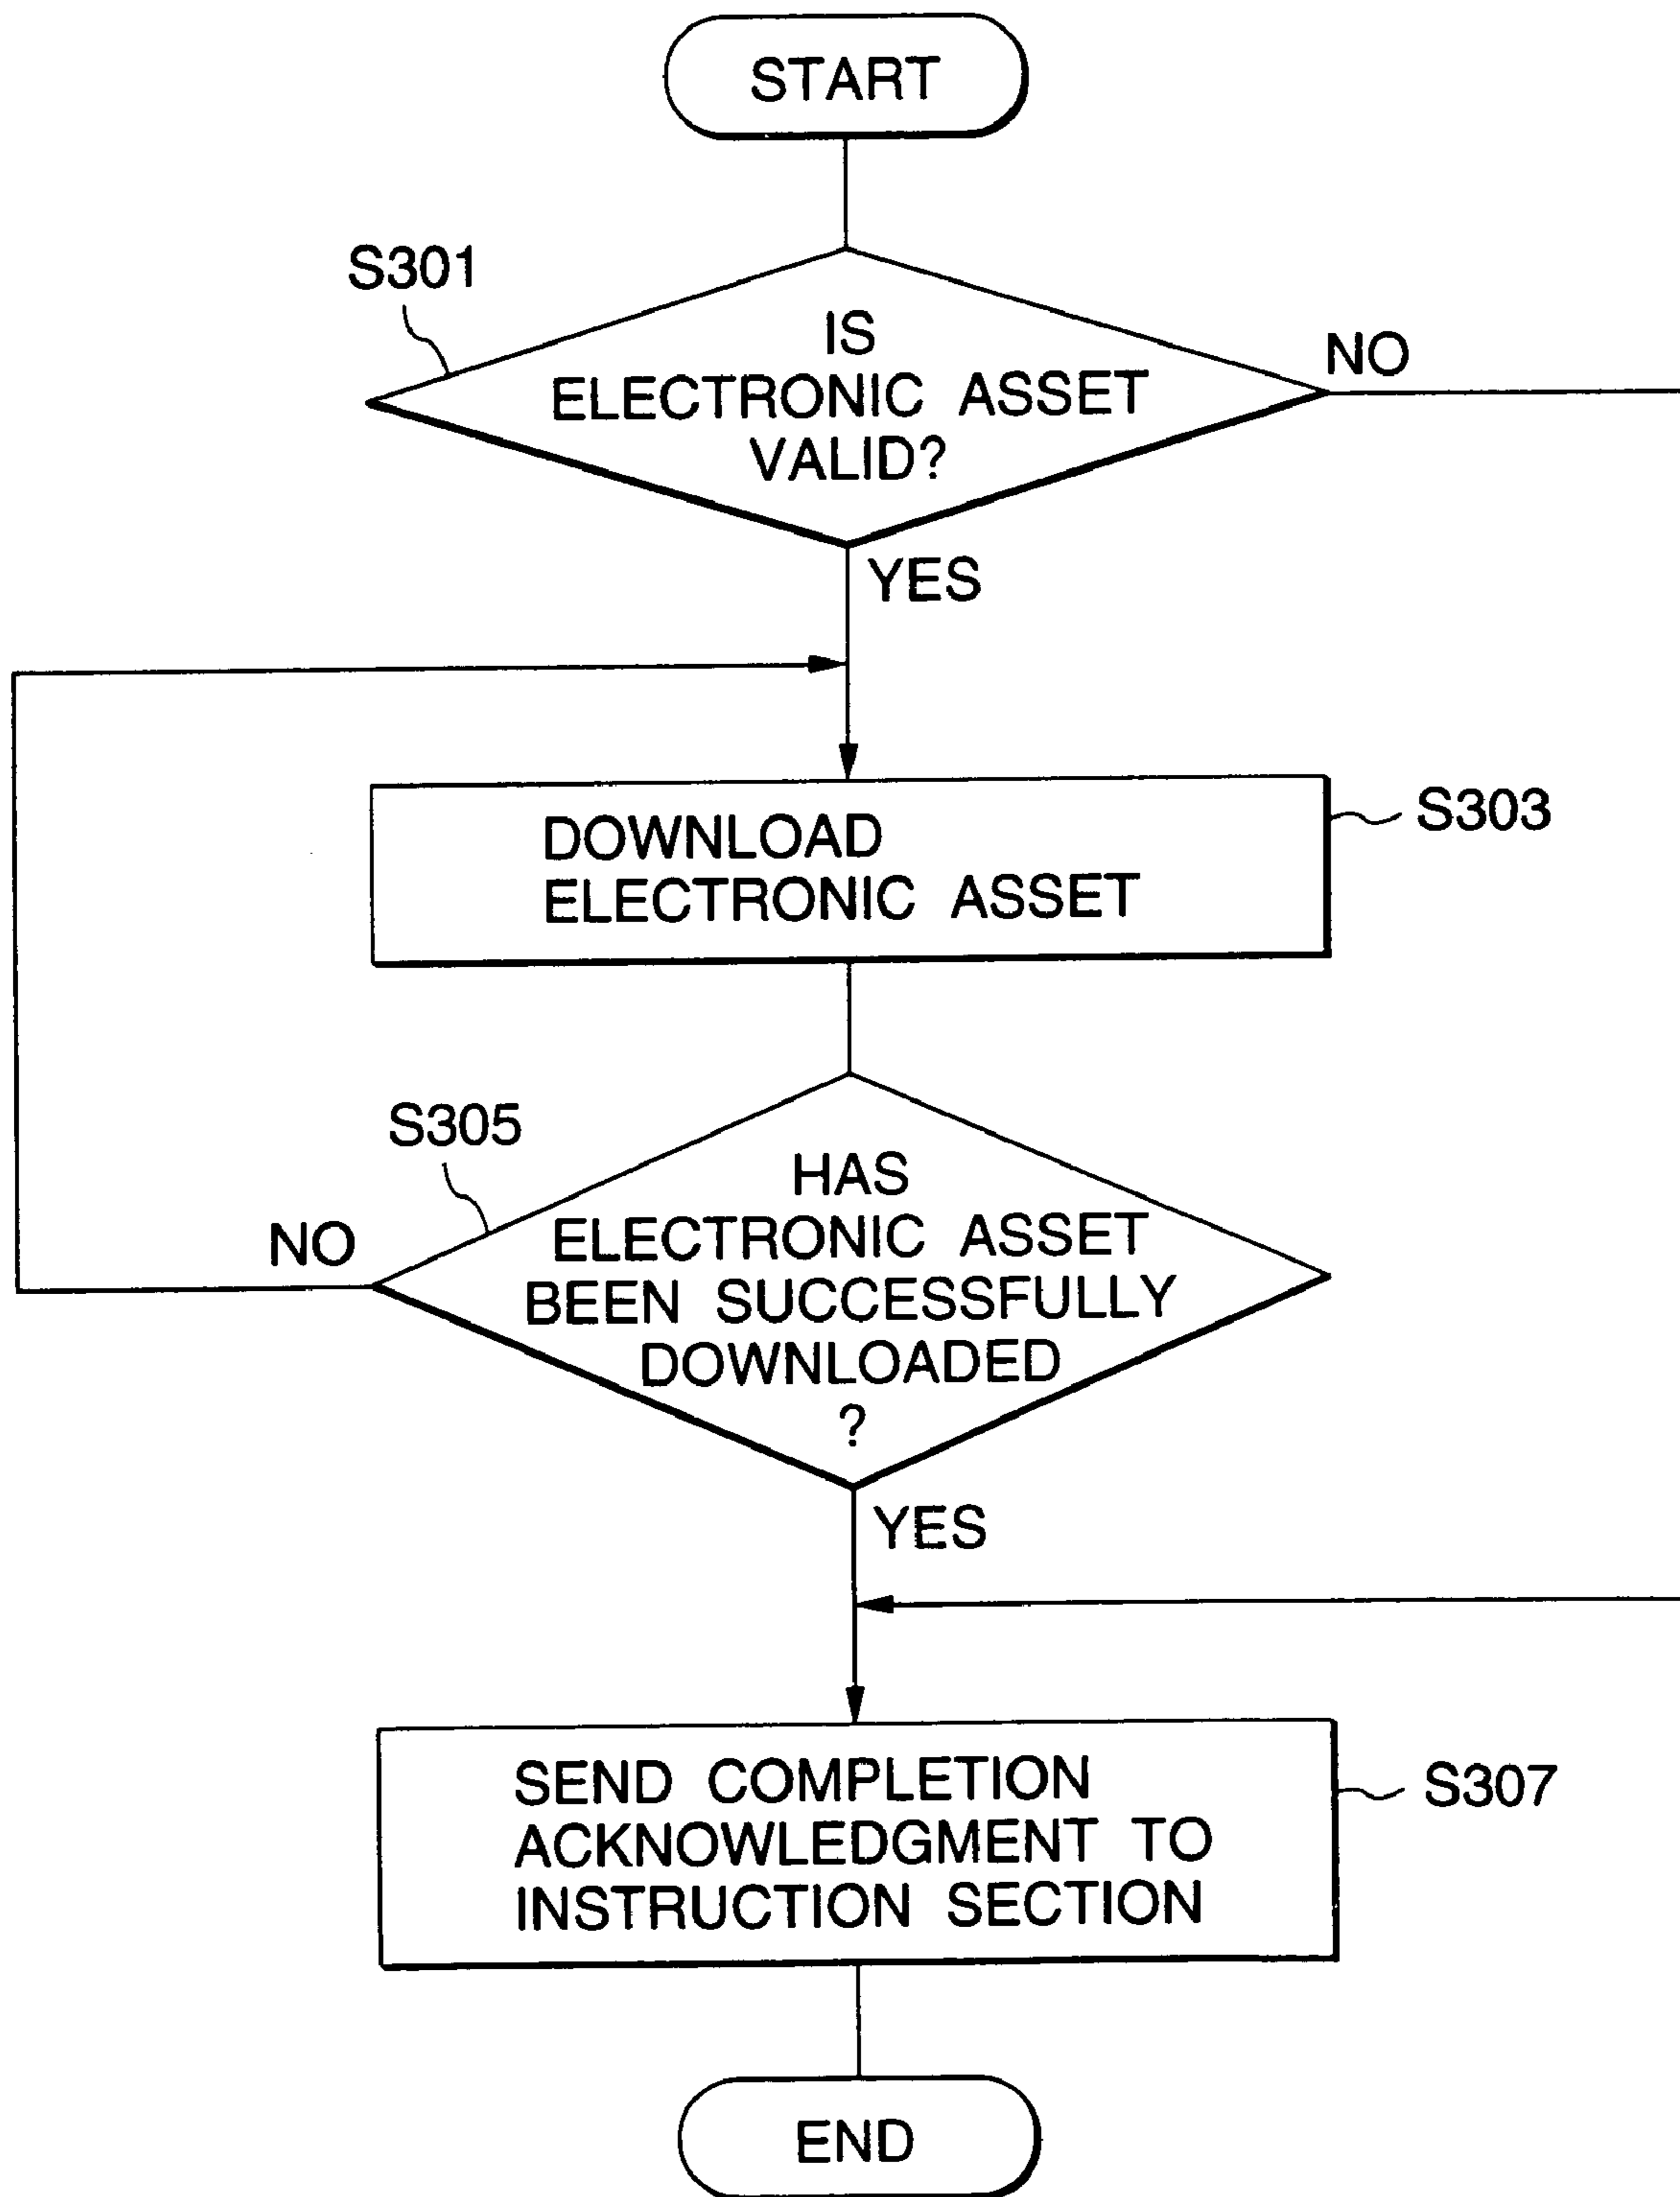 START
S301
IS
ELECTRONIC ASSET
VALID?
NO
YES
DOWNLOAD
ELECTRONIC ASSET
S303
S305
HAS
ELECTRONIC ASSET
BEEN SUCCESSFULLY
DOWNLOADED
?
NO
YES
SEND COMPLETION
ACKNOWLEDGMENT TO
INSTRUCTION SECTION
S307
END